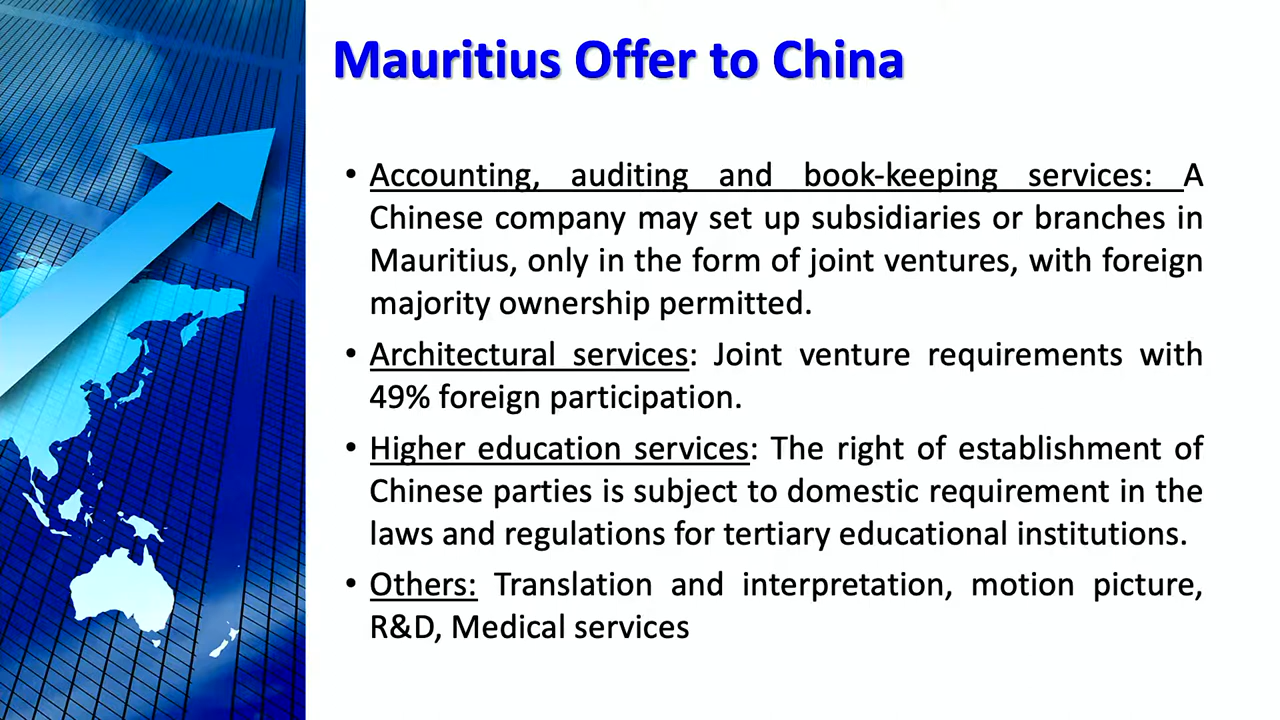 Mauritius Offer to China
• Accounting, auditing and book-keeping services: A
Chinese company may set up subsidiaries or branches in
Mauritius, only in the form of joint ventures, with foreign
majority ownership permitted.
• Architectural services: Joint venture requirements with
49% foreign participation.
• Higher education services: The right of establishment of
Chinese parties is subject to domestic requirement in the
laws and regulations for tertiary educational institutions.
• Others: Translation and interpretation, motion picture,
R&D, Medical services